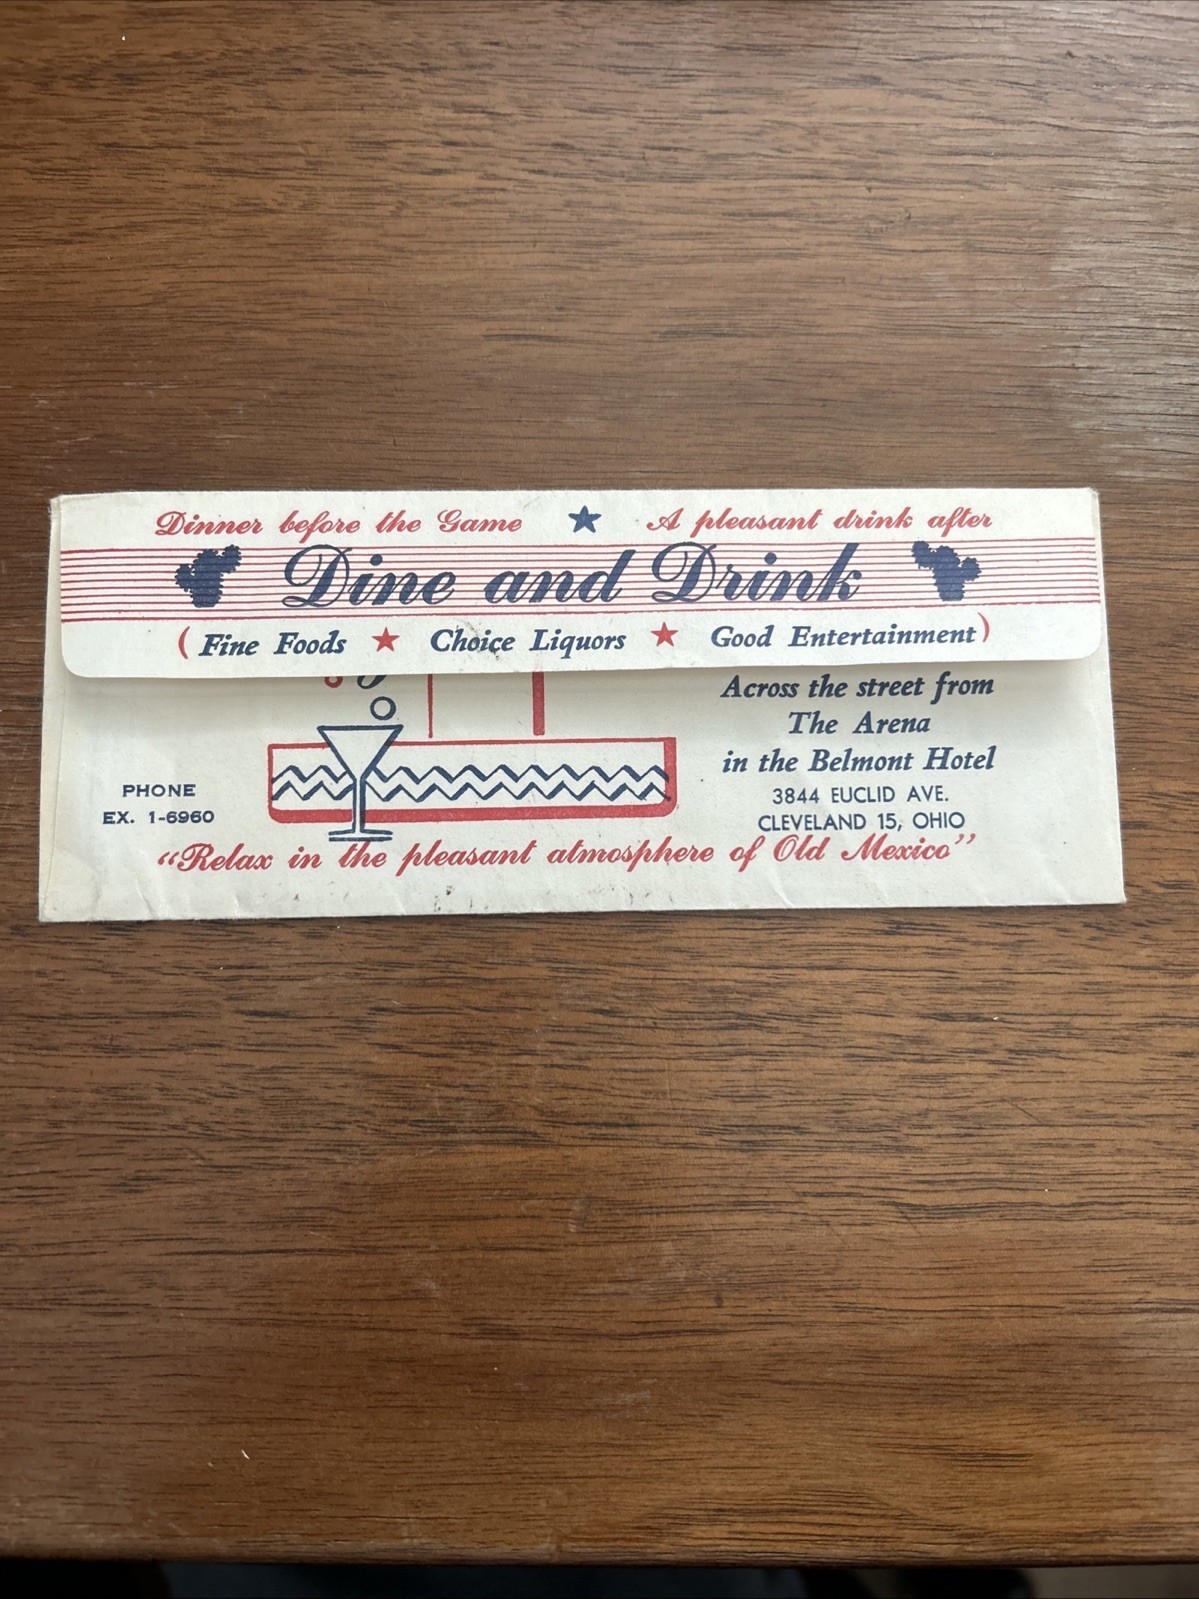 Dinner before the Game ★ A pleasant drink after
Dine and Drink
(Fine Foods ★ Choice Liquors ★ Good Entertainment)
Across the street from
The Arena
in the Belmont Hotel
3844 EUCLID AVE.
CLEVELAND 15, OHIO
PHONE
EX. 1-6960
"Relax in the pleasant atmosphere of Old Mexico"